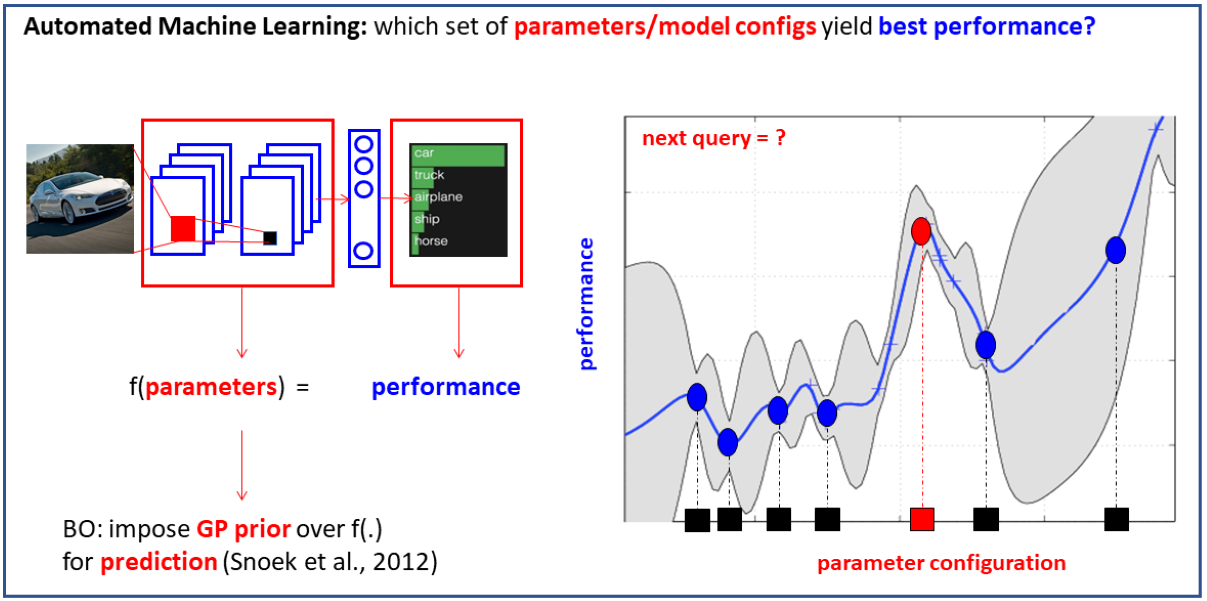 Automated Machine Learning: which set of parameters/model configs yield best performance?
car
truck
airplane
ship
horse
f(parameters) = performance
BO: impose GP prior over f(.)
for prediction (Snoek et al., 2012)
next query = ?
performance
parameter configuration